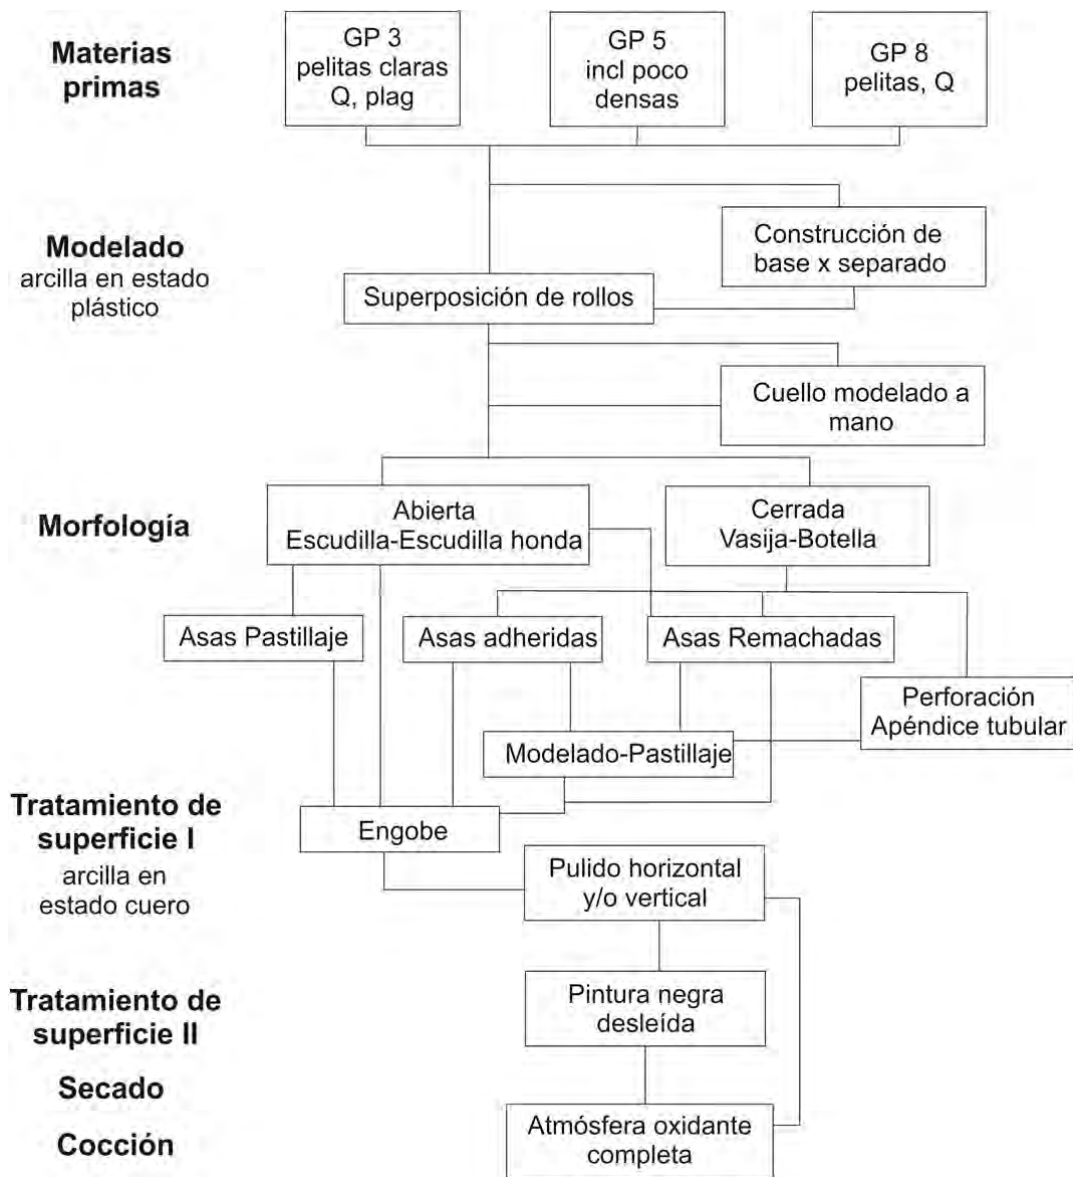 Materias
primas
GP 3
pelitas claras
Q, plag
GP 5
incl poco
densas
GP 8
pelitas, Q
Modelado
arcilla en estado
plástico
Construcción de
base x separado
Superposición de rollos
Cuello modelado a
mano
Morfología
Abierta
Escudilla-Escudilla honda
Cerrada
Vasija-Botella
Asas Pastillaje
Asas adheridas
Asas Remachadas
Perforación
Apéndice tubular
Modelado-Pastillaje
Tratamiento de
superficie I
arcilla en
estado cuero
Engobe
Pulido horizontal
y/o vertical
Tratamiento de
superficie II
Pintura negra
desleída
Secado
Cocción
Atmósfera oxidante
completa